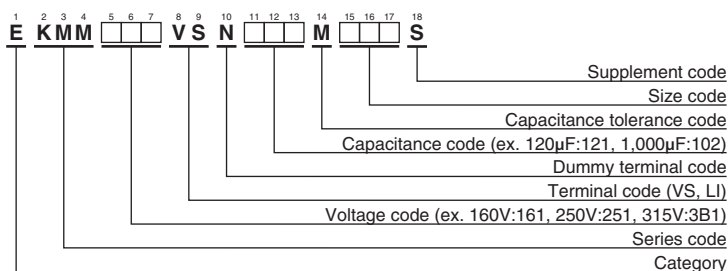 1 2 3 4 5 6 7 8 9 10 11 12 13 14 15 16 17 18
E KMM VS N M S
Supplement code
Size code
Capacitance tolerance code
Capacitance code (ex. 120µF:121, 1,000µF:102)
Dummy terminal code
Terminal code (VS, LI)
Voltage code (ex. 160V:161, 250V:251, 315V:3B1)
Series code
Category